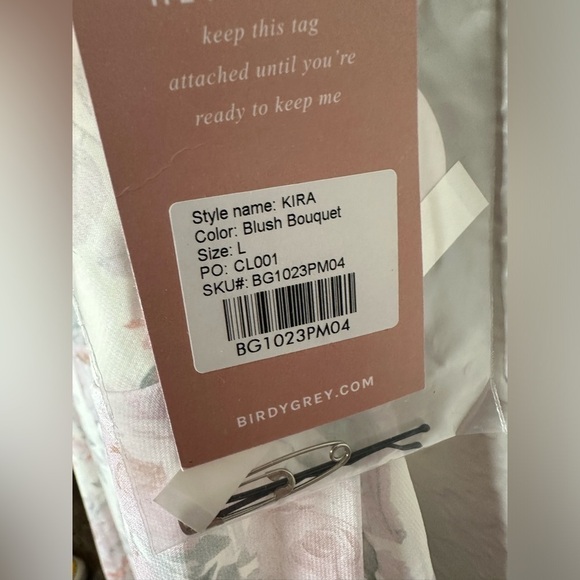 keep this tag
attached until you're
ready to keep me
Style name: KIRA
Color: Blush Bouquet
Size: L
PO: CL001
SKU#: BG1023PM04
BG1023PM04
BIRDYGREY.COM